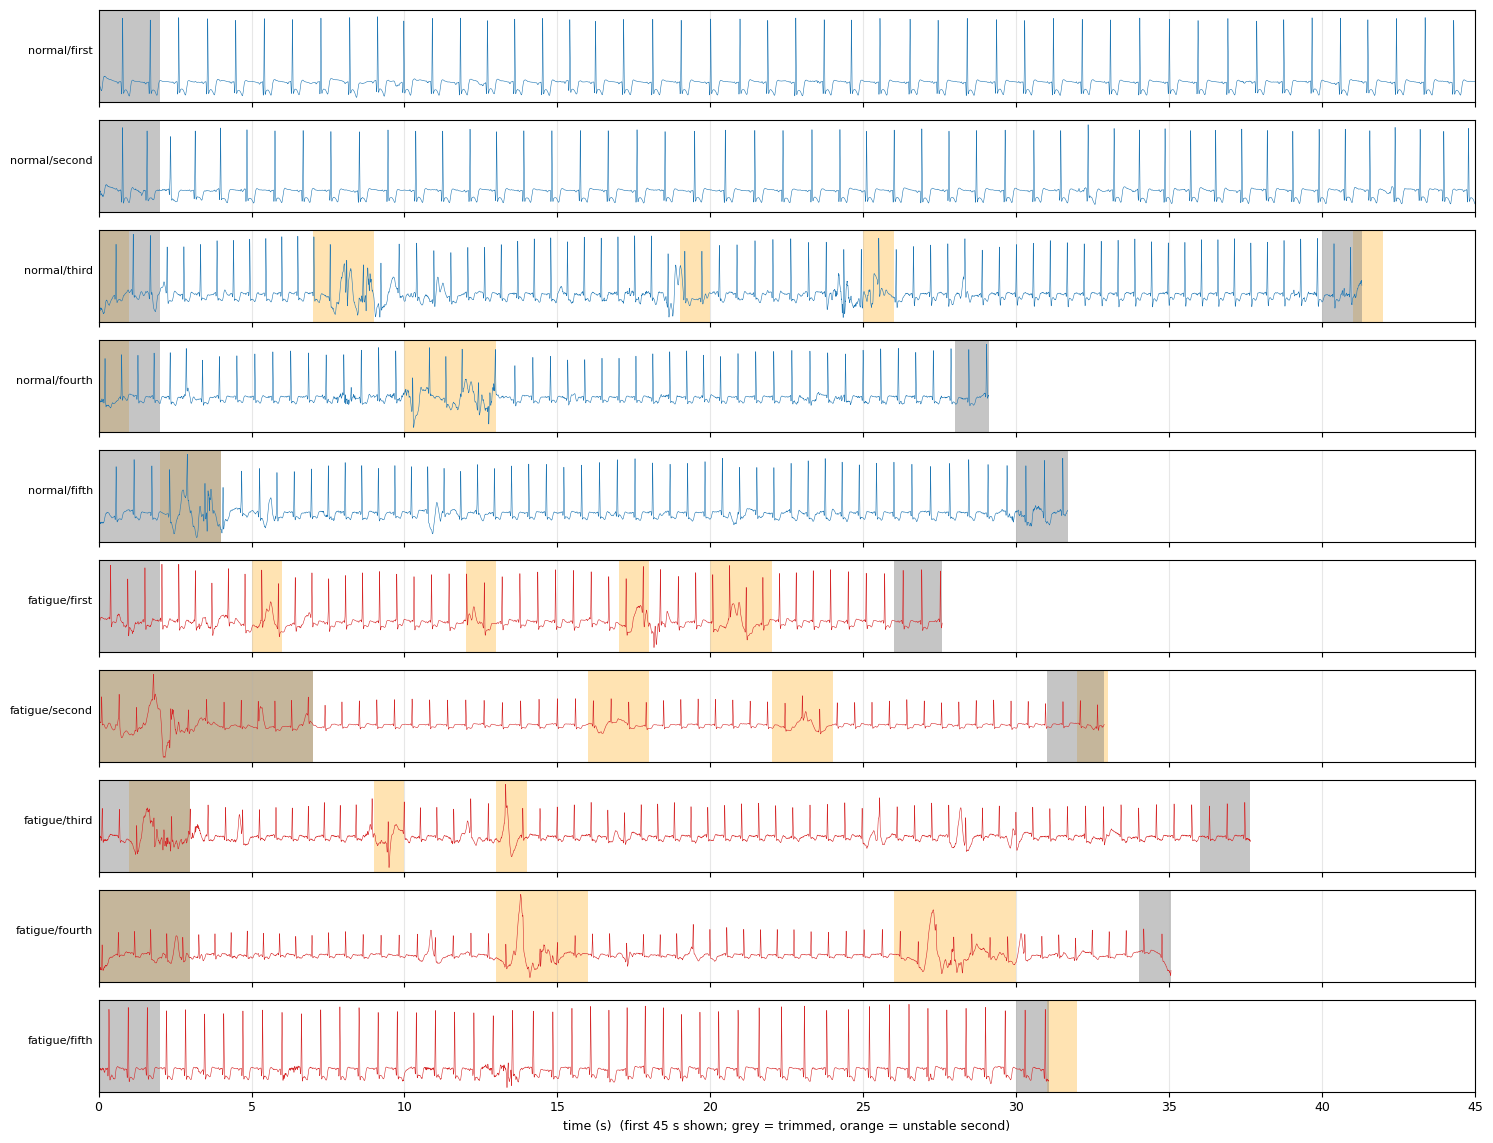 normal/first
normal/second
normal/third
normal/fourth
normal/fifth
fatigue/first
fatigue/second
fatigue/third
fatigue/fourth
fatigue/fifth
0 5 10 15 20 25 30 35 40 45
time (s) (first 45 s shown; grey = trimmed, orange = unstable second)